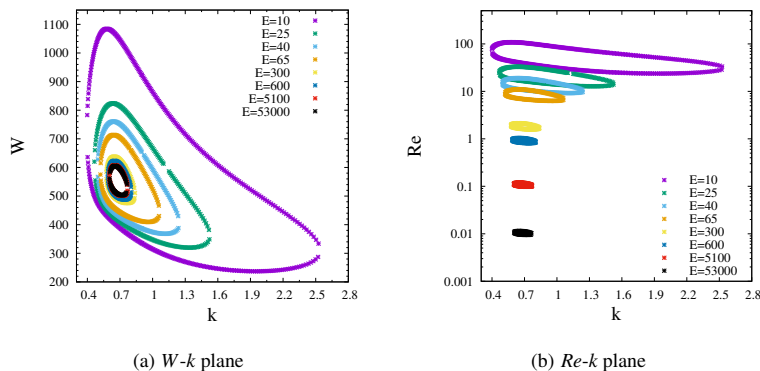 1100
1000
900
800
700
600
500
400
300
200
0.4 0.7 1 1.3 1.6 1.9 2.2 2.5 2.8
W
k
E=10
E=25
E=40
E=65
E=300
E=600
E=5100
E=53000
(a) W-k plane
100
10
1
0.1
0.01
0.001
0.4 0.7 1 1.3 1.6 1.9 2.2 2.5 2.8
Re
k
E=10
E=25
E=40
E=65
E=300
E=600
E=5100
E=53000
(b) Re-k plane